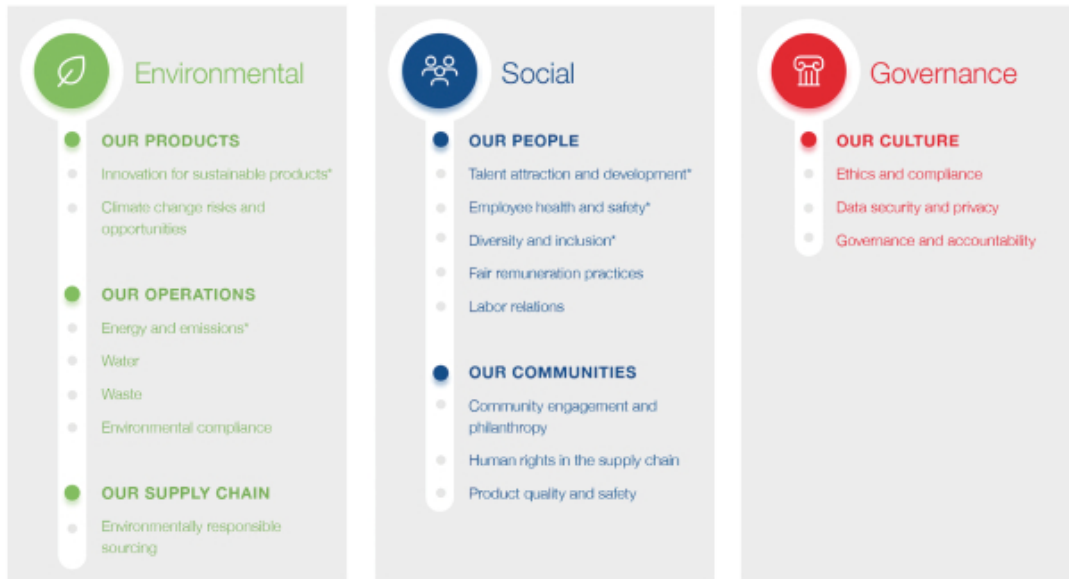 Environmental
OUR PRODUCTS
Innovation for sustainable products*
Climate change risks and
opportunities
OUR OPERATIONS
Energy and emissions*
Water
Waste
Environmental compliance
OUR SUPPLY CHAIN
Environmentally responsible
sourcing
Social
OUR PEOPLE
Talent attraction and development*
Employee health and safety*
Diversity and inclusion*
Fair remuneration practices
Labor relations
OUR COMMUNITIES
Community engagement and
philanthropy
Human rights in the supply chain
Product quality and safety
Governance
OUR CULTURE
Ethics and compliance
Data security and privacy
Governance and accountability